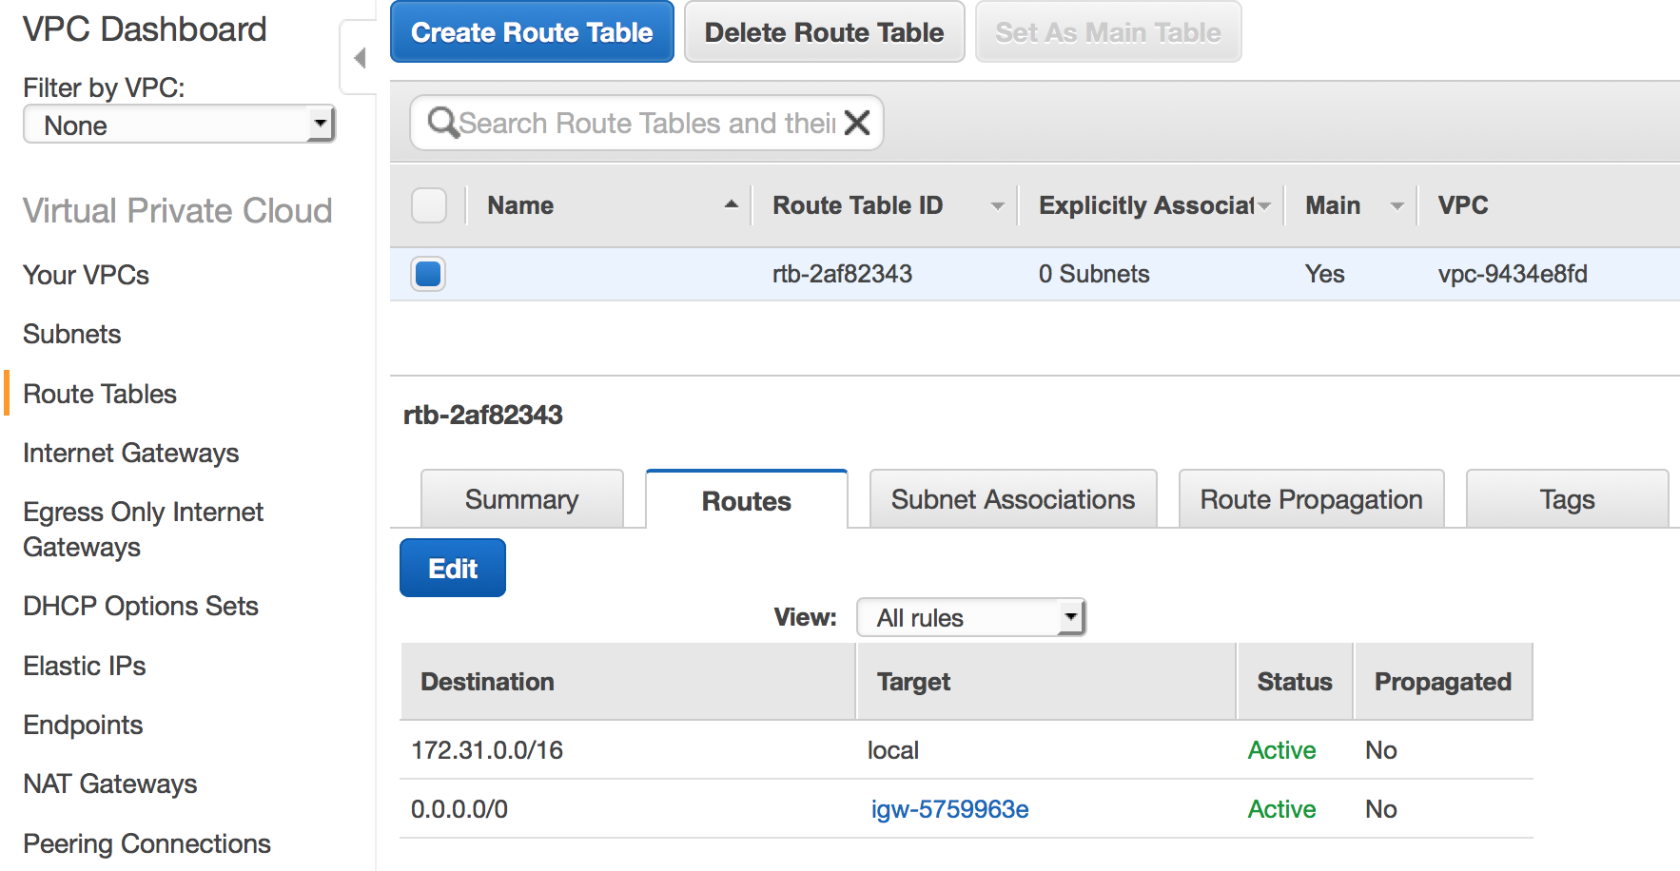 VPC Dashboard
Filter by VPC:
None
Virtual Private Cloud
Your VPCs
Subnets
Route Tables
Internet Gateways
Egress Only Internet
Gateways
DHCP Options Sets
Elastic IPs
Endpoints
NAT Gateways
Peering Connections
Create Route Table Delete Route Table Set As Main Table
Search Route Tables and their
Name Route Table ID Explicitly Associat Main VPC
rtb-2af82343 0 Subnets Yes vpc-9434e8fd
rtb-2af82343
Summary Routes Subnet Associations Route Propagation Tags
Edit
View: All rules
Destination Target Status Propagated
172.31.0.0/16 local Active No
0.0.0.0/0 igw-5759963e Active No